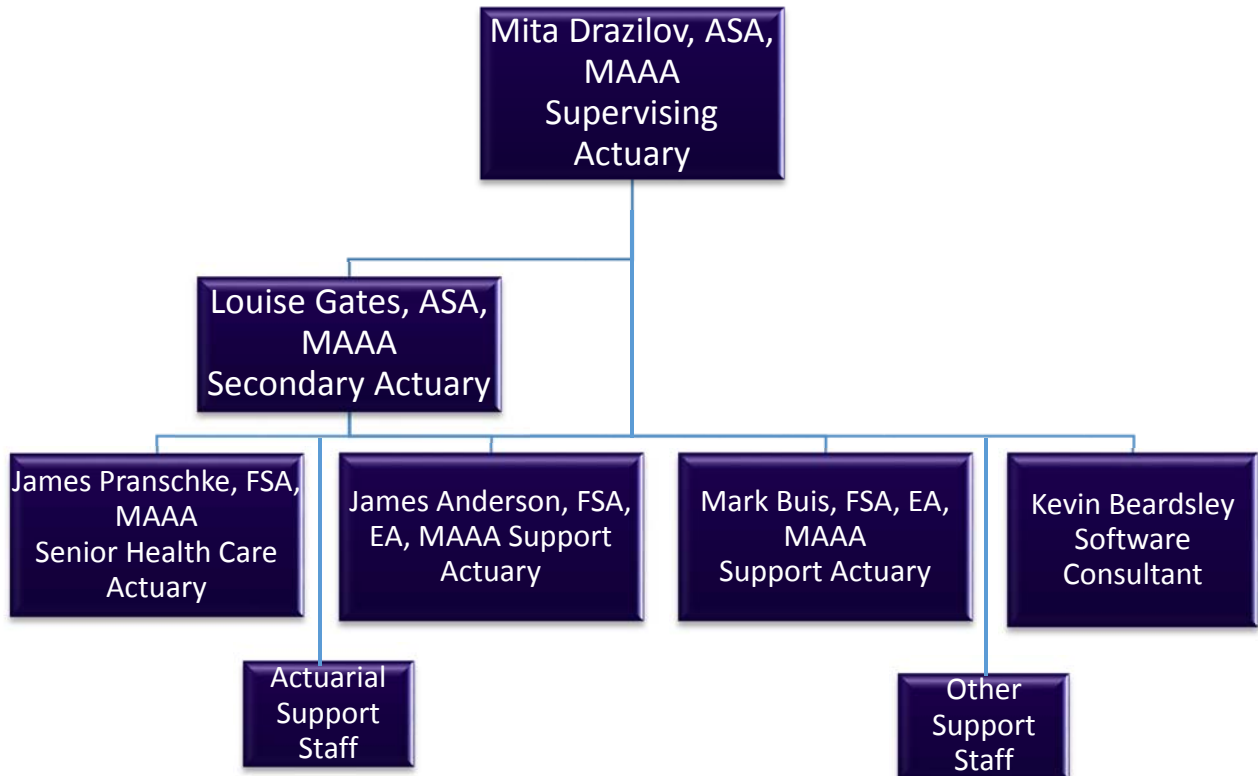 Mita Drazilov, ASA,
MAAA
Supervising
Actuary
Louise Gates, ASA,
MAAA
Secondary Actuary
James Pranschke, FSA,
MAAA
Senior Health Care
Actuary
James Anderson, FSA,
EA, MAAA Support
Actuary
Mark Buis, FSA, EA,
MAAA
Support Actuary
Kevin Beardsley
Software
Consultant
Actuarial
Support
Staff
Other
Support
Staff